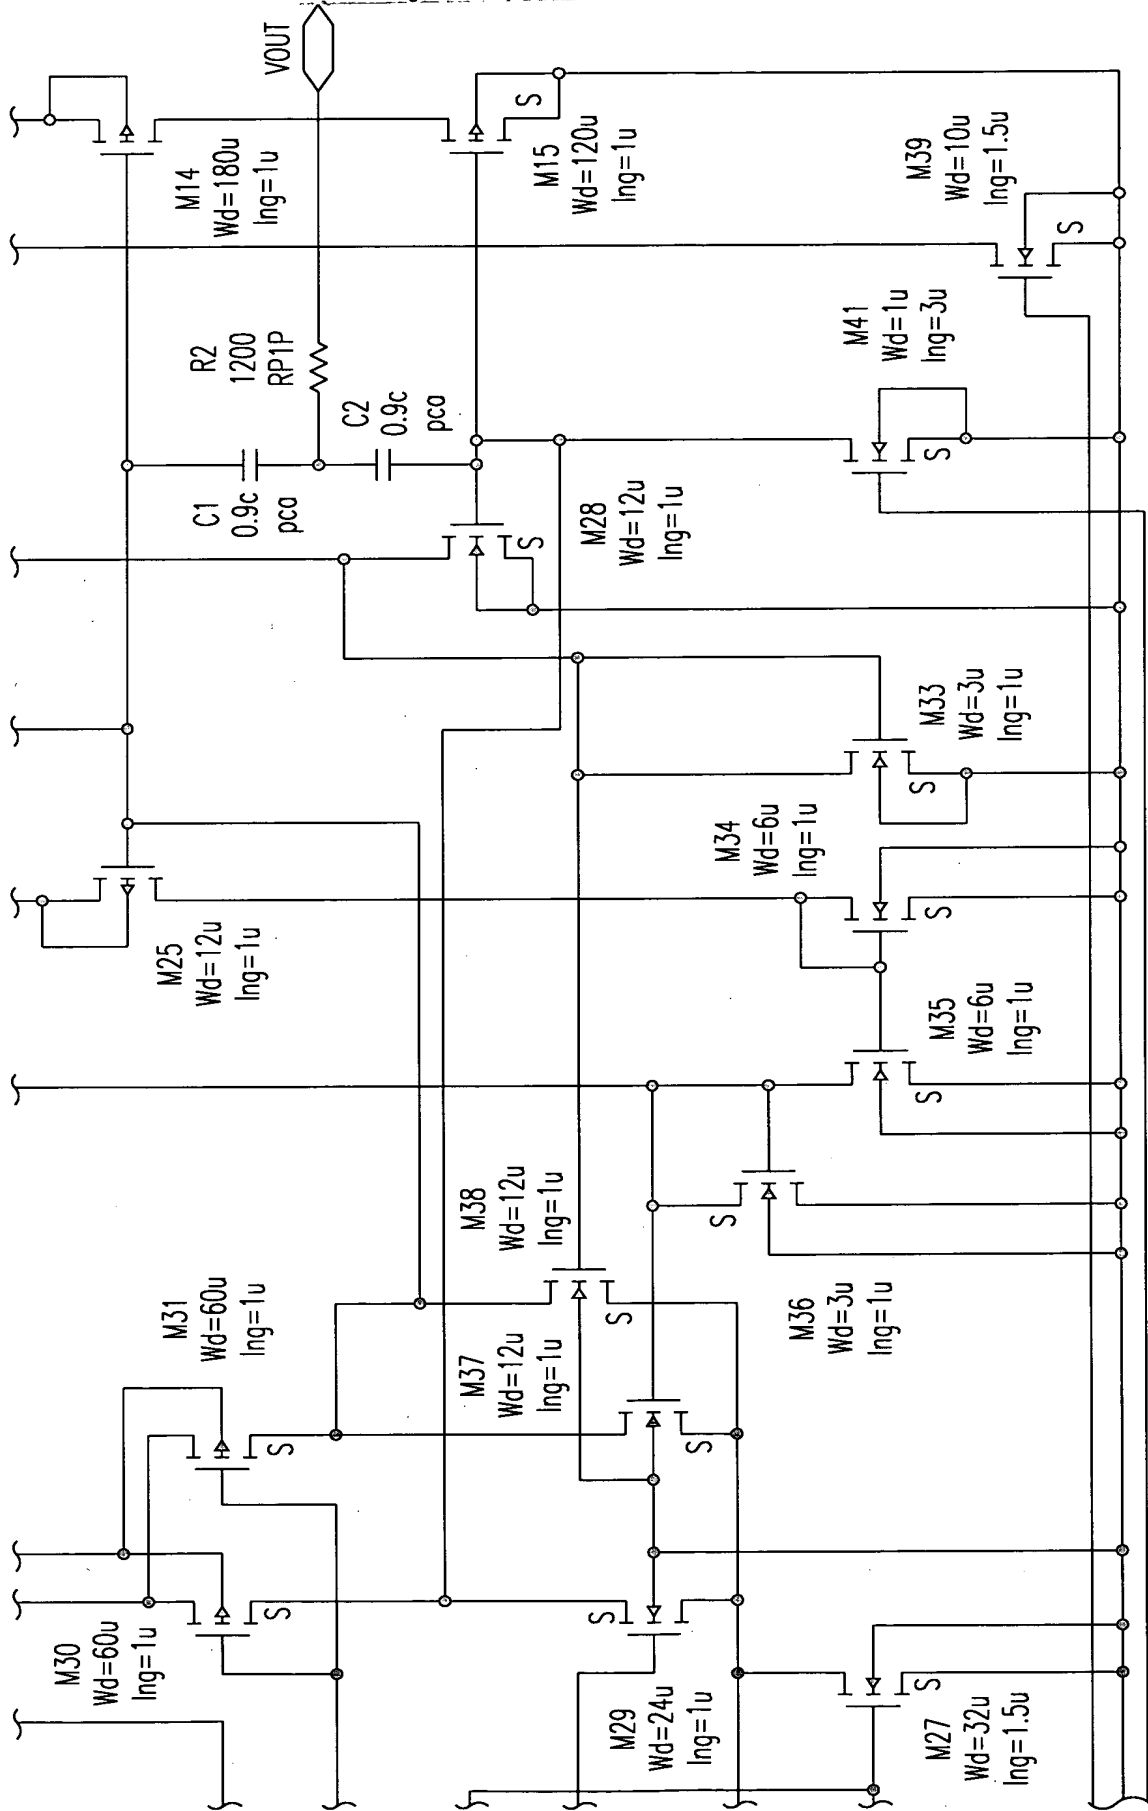 VOUT
M14
Wd=180u
lng=1u
S
M15
Wd=120u
lng=1u
M39
Wd=10u
lng=1.5u
S
R2
1200
RP1P
M41
Wd=1u
lng=3u
S
C1
0.9c
pca
C2
0.9c
pca
S
M28
Wd=12u
lng=1u
M33
Wd=3u
lng=1u
S
M34
Wd=6u
lng=1u
S
M25
Wd=12u
lng=1u
M35
Wd=6u
lng=1u
S
M38
Wd=12u
lng=1u
S
S
M36
Wd=3u
lng=1u
M31
Wd=60u
lng=1u
S
M37
Wd=12u
lng=1u
S
M30
Wd=60u
lng=1u
S
S
M29
Wd=24u
lng=1u
S
M27
Wd=32u
lng=1.5u